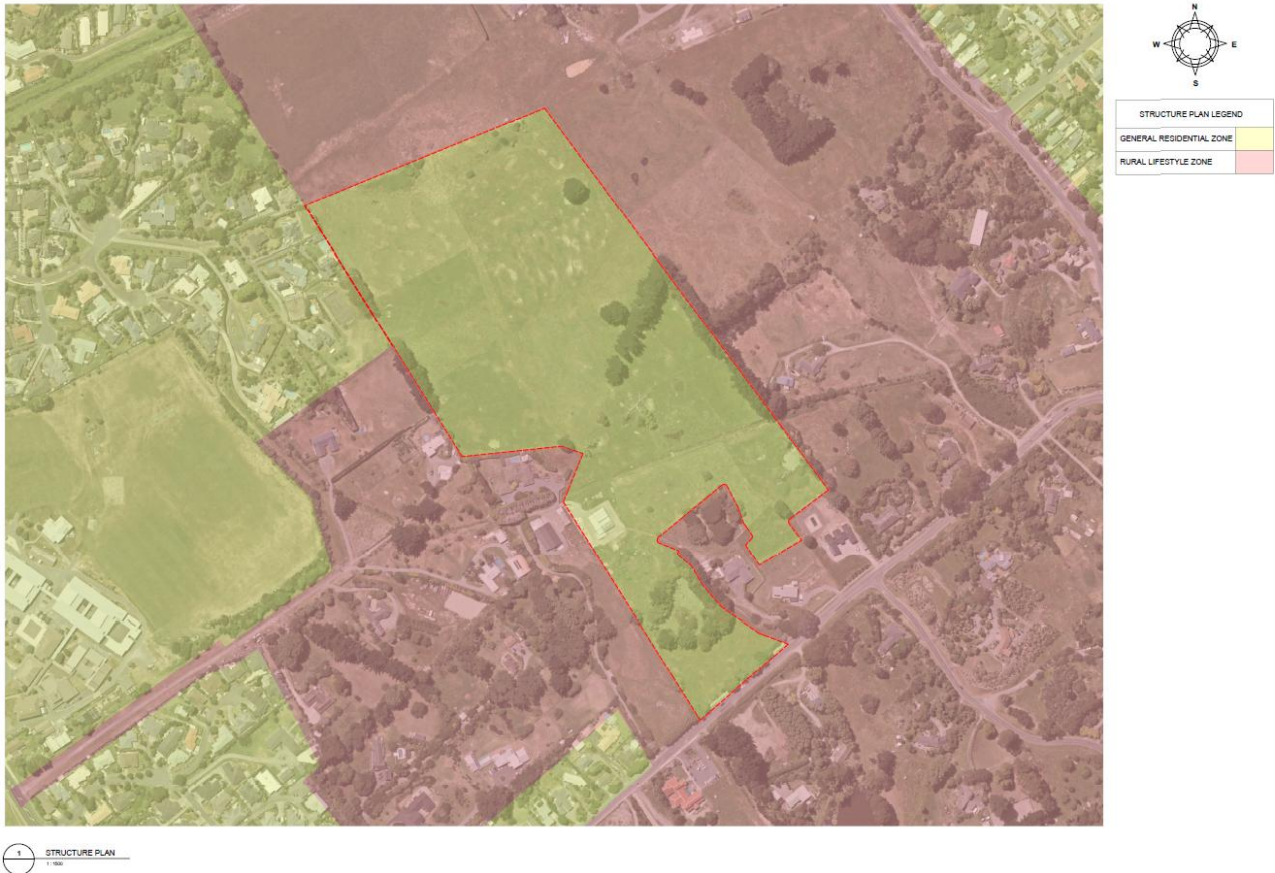 N
W E
S
STRUCTURE PLAN LEGEND
GENERAL RESIDENTIAL ZONE
RURAL LIFESTYLE ZONE
1 STRUCTURE PLAN